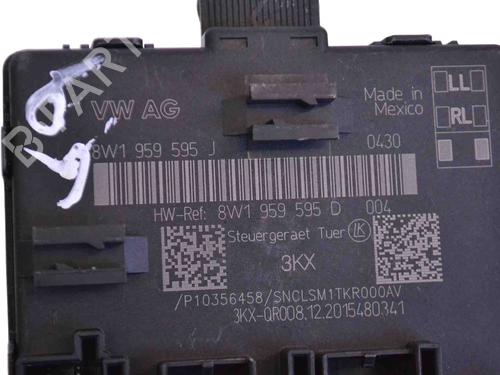 VW AG
Made in
Mexico
LL
RL
8W1 959 595 J
0430
HW-Ref: 8W1 959 595 D 004
Steuergeraet Tuer LK
3KX
/P10356458/SNCLSM1TKR000AV
3KX-QR008.12.2015480341